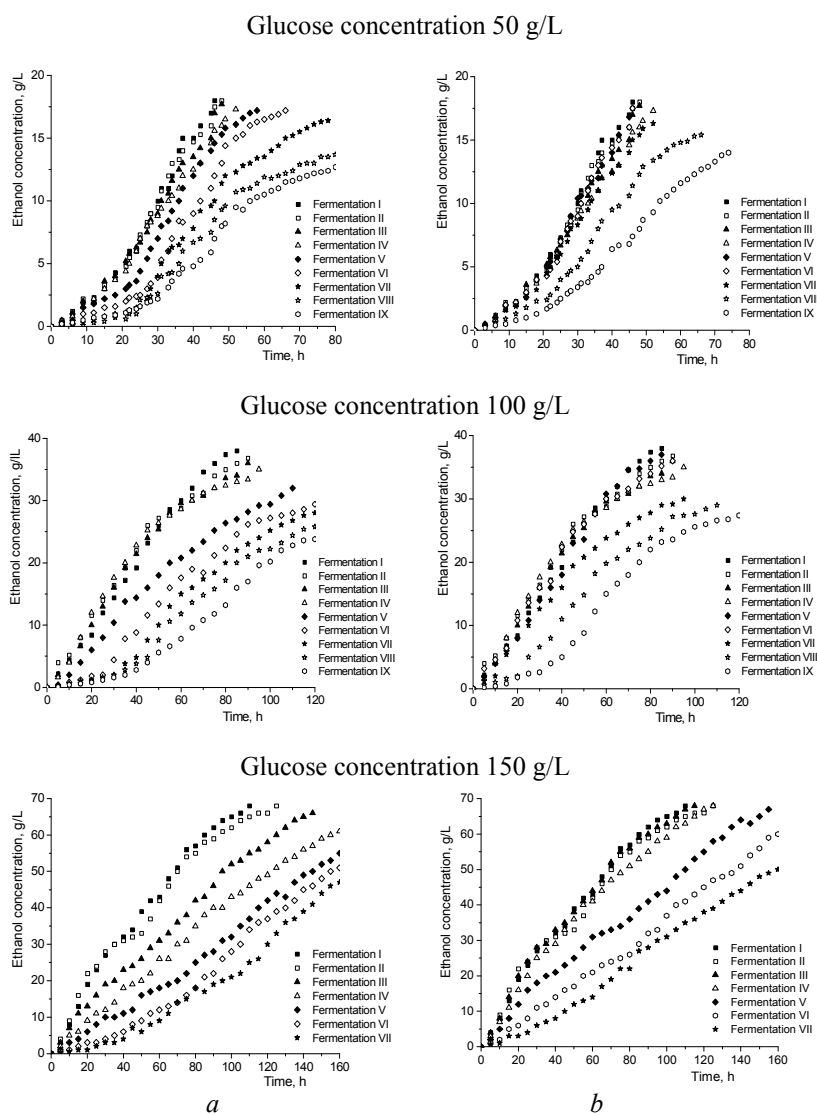 Glucose concentration 50 g/L
Ethanol concentration, g/L
20
15
10
5
0
0 10 20 30 40 50 60 70 80
Time, h
Fermentation I
Fermentation II
Fermentation III
Fermentation IV
Fermentation V
Fermentation VI
Fermentation VII
Fermentation VIII
Fermentation IX
Ethanol concentration, g/L
20
15
10
5
0
0 10 20 30 40 50 60 70 80
Time, h
Fermentation I
Fermentation II
Fermentation III
Fermentation IV
Fermentation V
Fermentation VI
Fermentation VII
Fermentation VII
Fermentation IX
Glucose concentration 100 g/L
Ethanol concentration, g/lL
40
30
20
10
0
0 20 40 60 80 100 120
Time, h
Fermentation I
Fermentation II
Fermentation III
Fermentation IV
Fermentation V
Fermentation VI
Fermentation VII
Fermentation VIII
Fermentation IX
Ethanol concentration, g/L
40
30
20
10
0
0 20 40 60 80 100 120
Time, h
Fermentation I
Fermentation II
Fermentation III
Fermentation IV
Fermentation V
Fermentation VI
Fermentation VII
Fermentation VIII
Fermentation IX
Glucose concentration 150 g/L
Ethanol concentration, g/L
70
60
50
40
30
20
10
0
0 20 40 60 80 100 120 140 160
Time, h
Fermentation I
Fermentation II
Fermentation III
Fermentation IV
Fermentation V
Fermentation VI
Fermentation VII
a
Ethanol concentration, g/L
70
60
50
40
30
20
10
0
0 20 40 60 80 100 120 140 160
Time, h
Fermentation I
Fermentation II
Fermentation III
Fermentation IV
Fermentation V
Fermentation VI
Fermentation VII
b